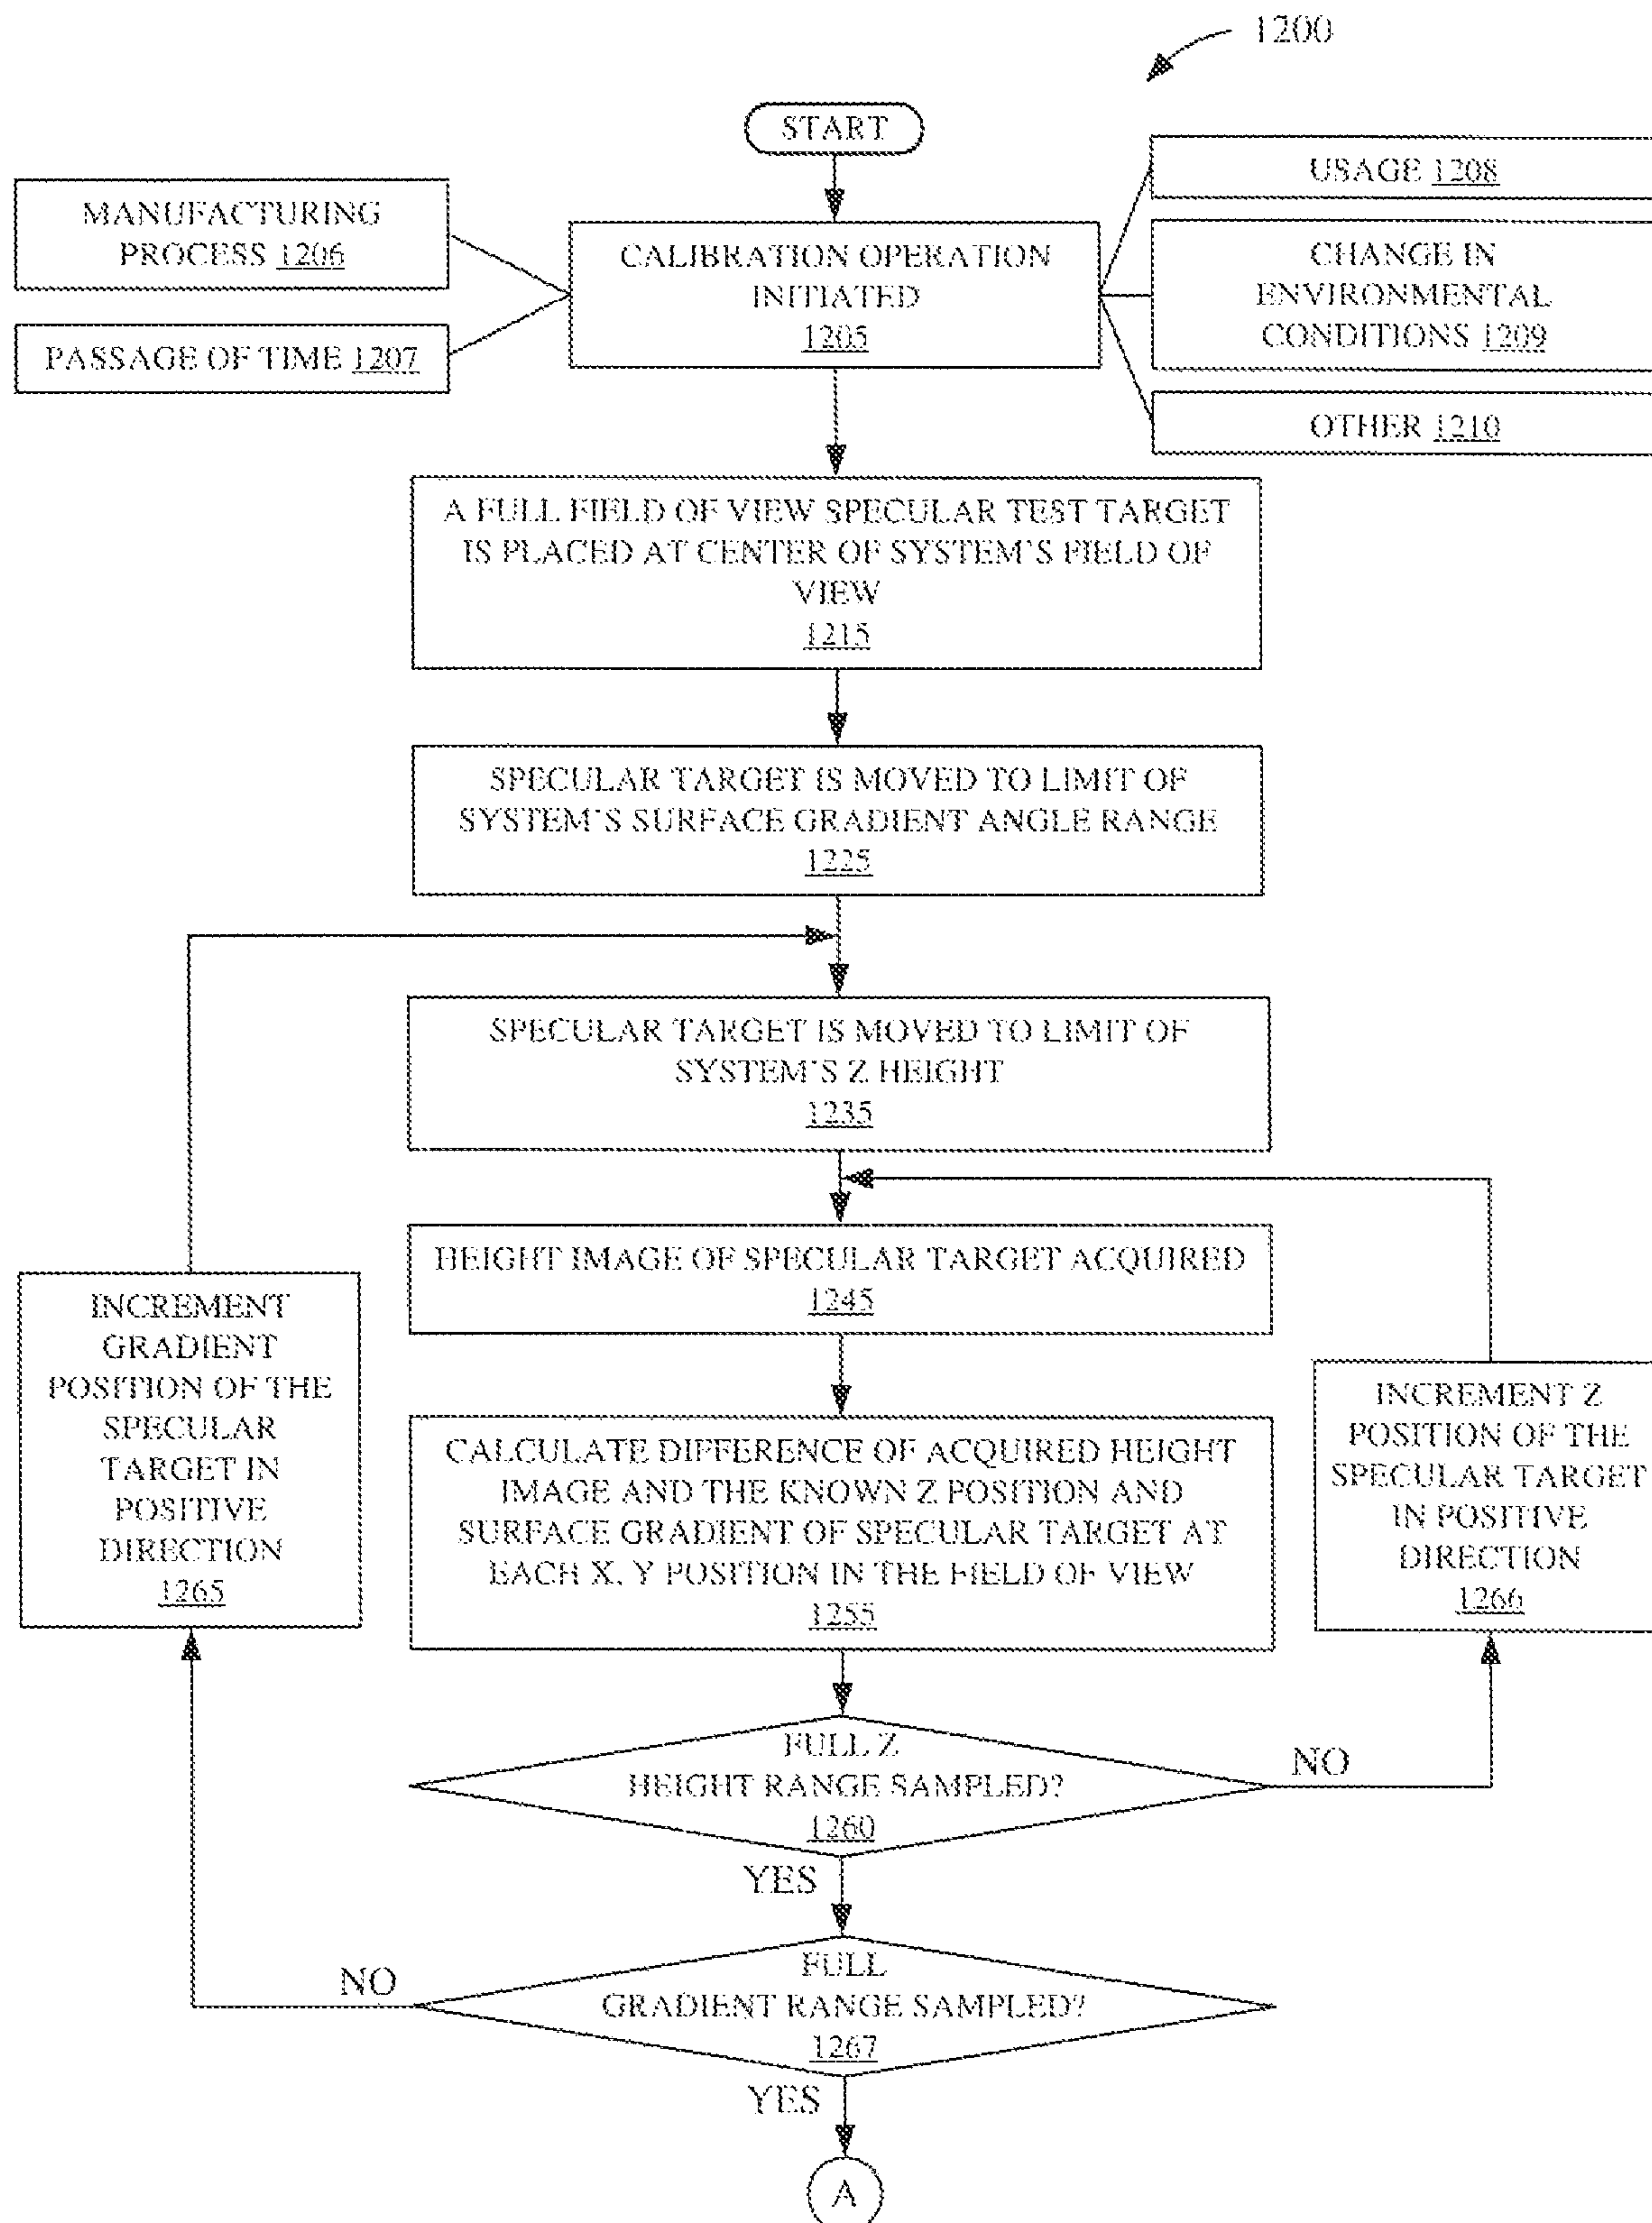 1200
START
MANUFACTURING
PROCESS 1206
PASSAGE OF TIME 1207
CALIBRATION OPERATION
INITIATED
1205
USAGE 1208
CHANGE IN
ENVIRONMENTAL
CONDITIONS 1209
OTHER 1210
A FULL FIELD OF VIEW SPECULAR TEST TARGET
IS PLACED AT CENTER OF SYSTEM'S FIELD OF
VIEW
1215
SPECULAR TARGET IS MOVED TO LIMIT OF
SYSTEM'S SURFACE GRADIENT ANGLE RANGE
1225
SPECULAR TARGET IS MOVED TO LIMIT OF
SYSTEM'S Z HEIGHT
1235
HEIGHT IMAGE OF SPECULAR TARGET ACQUIRED
1245
INCREMENT
GRADIENT
POSITION OF THE
SPECULAR
TARGET IN
POSITIVE
DIRECTION
1265
CALCULATE DIFFERENCE OF ACQUIRED HEIGHT
IMAGE AND THE KNOWN Z POSITION AND
SURFACE GRADIENT OF SPECULAR TARGET AT
EACH X, Y POSITION IN THE FIELD OF VIEW
1255
INCREMENT Z
POSITION OF THE
SPECULAR TARGET
IN POSITIVE
DIRECTION
1266
FULL Z
HEIGHT RANGE SAMPLED?
1260
NO
YES
FULL
GRADIENT RANGE SAMPLED?
1267
NO
YES
A